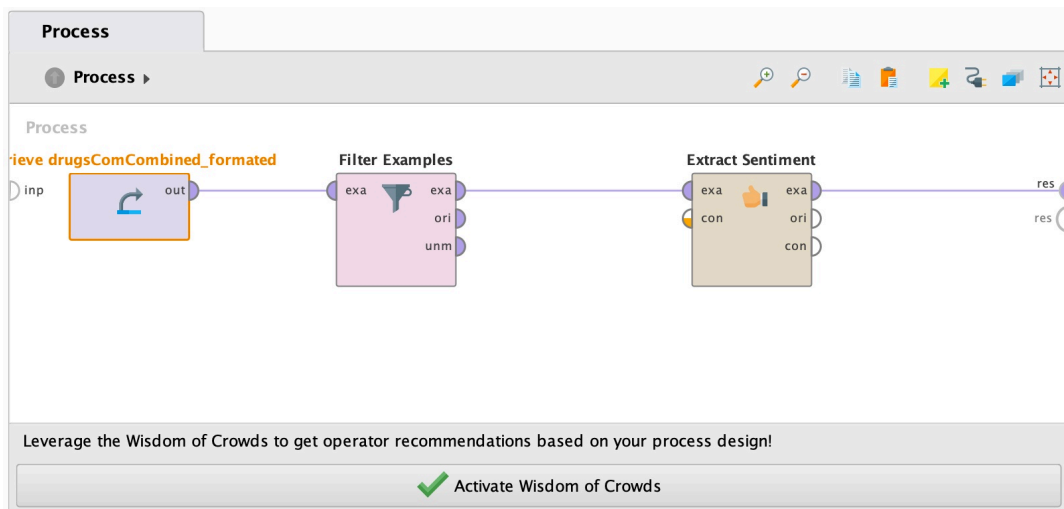 Process
Process
Process
rieve drugsComCombined_formated
Filter Examples
Extract Sentiment
inp
out
exa
exa
exa
exa
res
ori
con
ori
res
unm
con
Leverage the Wisdom of Crowds to get operator recommendations based on your process design!
Activate Wisdom of Crowds